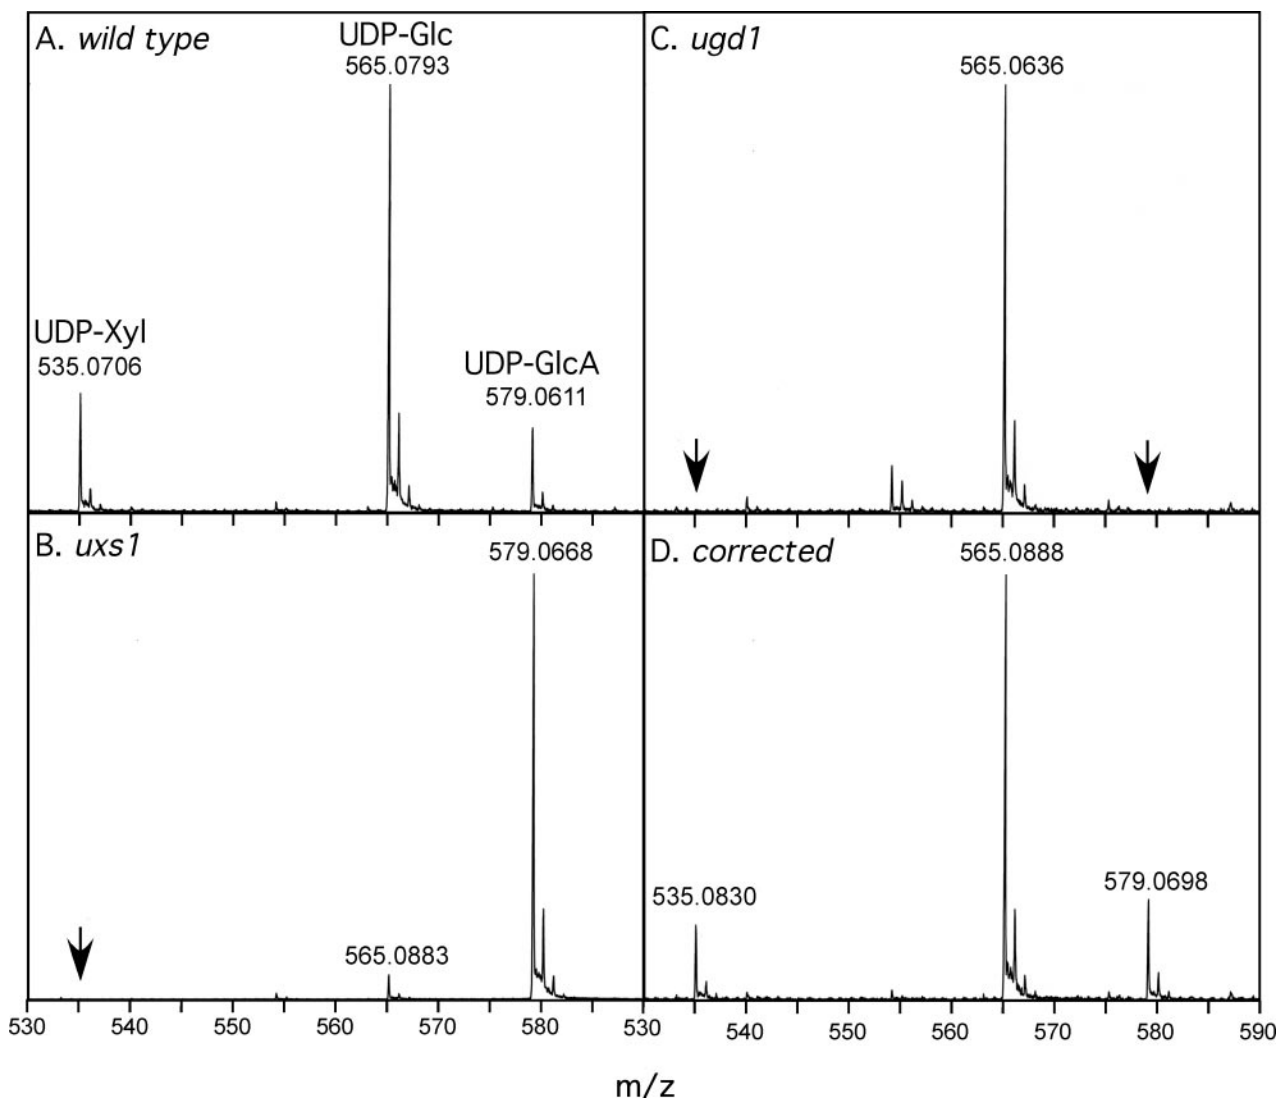 A. wild type
UDP-Glc
565.0793
UDP-Xyl
535.0706
UDP-GlcA
579.0611
C. ugd1
565.0636
B. uxs1
579.0668
565.0883
D. corrected
565.0888
535.0830
579.0698
530 540 550 560 570 580 530 540 550 560 570 580 590
m/z